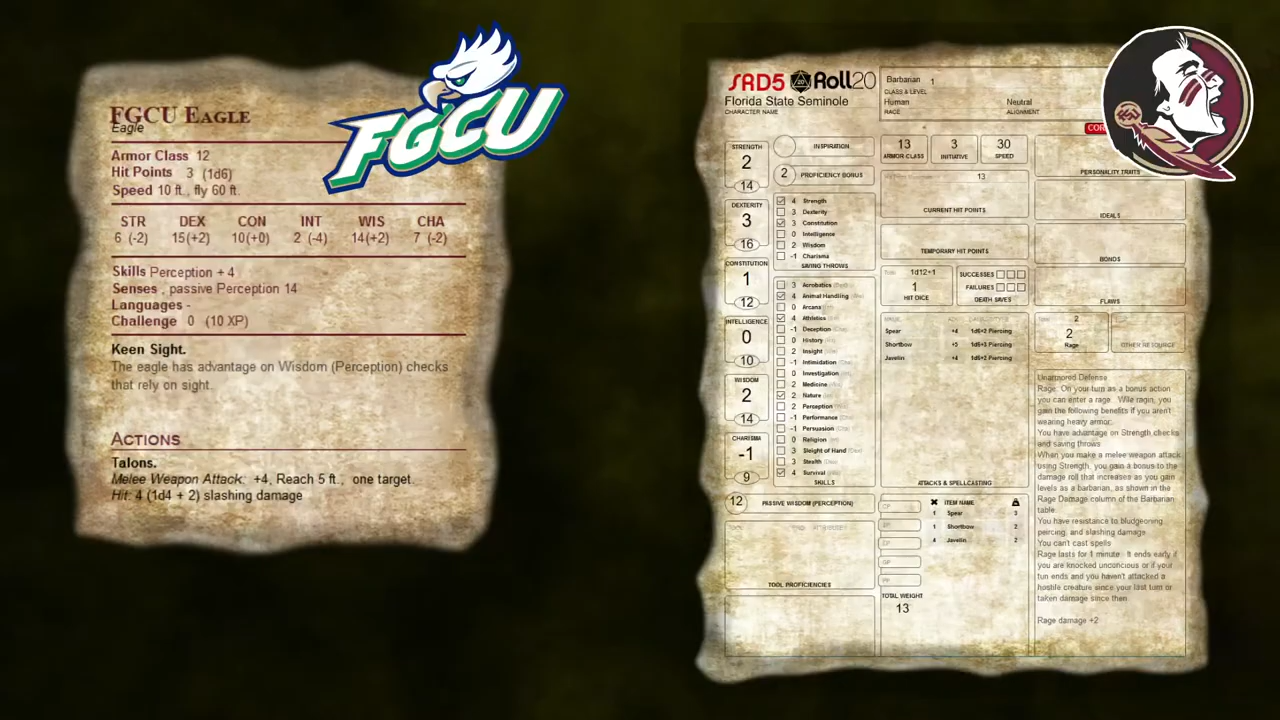 FGCU EAGLE
Eagle
Armor Class 12
Hit Points 3 (1d6)
Speed 10 ft., fly 60 ft.
STR DEX CON INT WIS CHA
6 (-2) 15(+2) 10(+0) 2 (-4) 14(+2) 7 (-2)
Skills Perception + 4
Senses , passive Perception 14
Languages -
Challenge 0 (10 XP)
Keen Sight.
The eagle has advantage on Wisdom (Perception) checks
that rely on sight.
ACTIONS
Talons.
Melee Weapon Attack: +4, Reach 5 ft., one target.
Hit: 4 (1d4 + 2) slashing damage
FGCU
SRD5 20 Roll20
Florida State Seminole
CHARACTER NAME
Barbarian 1
CLASS & LEVEL
Human Neutral
RACE ALIGNMENT
COR
STRENGTH
2
14
DEXTERITY
3
16
CONSTITUTION
1
12
INTELLIGENCE
0
10
WISDOM
2
14
CHARISMA
-1
9
INSPIRATION
2 PROFICIENCY BONUS
4 Strength
3 Dexterity
3 Constitution
0 Intelligence
2 Wisdom
-1 Charisma
SAVING THROWS
3 Acrobatics
4 Animal Handling
0 Arcana
4 Athletics
-1 Deception
0 History
2 Insight
-1 Intimidation
0 Investigation
2 Medicine
2 Nature
2 Perception
-1 Performance
-1 Persuasion
0 Religion
3 Sleight of Hand
3 Stealth
4 Survival
SKILLS
12 PASSIVE WISDOM (PERCEPTION)
TOOL PROFICIENCIES
13 3 30
ARMOR CLASS INITIATIVE SPEED
13
CURRENT HIT POINTS
TEMPORARY HIT POINTS
1d12+1
1
HIT DICE
SUCCESSES
FAILURES
DEATH SAVES
Spear +4 1d6+2 Piercing
Shortbow +5 1d6+3 Piercing
Javelin +4 1d6+2 Piercing
ATTACKS & SPELLCASTING
CP
SP
EP
GP
PP
ITEM NAME
1 Spear 3
1 Shortbow 2
4 Javelin 2
TOTAL WEIGHT
13
PERSONALITY TRAITS
IDEALS
BONDS
FLAWS
2
2
Rage
OTHER RESOURCE
Unarmored Defense
Rage: On your turn as a bonus action
you can enter a rage. Wile ragin, you
gain the following benefits if you aren't
wearing heavy armor:
You have advantage on Strength checks
and saving throws
When you make a melee weapon attack
using Strength, you gain a bonus to the
damage roll that increases as you gain
levels as a barbarian, as shown in the
Rage Damage column of the Barbarian
table.
You have resistance to bludgeoning
piercing, and slashing damage
You can't cast spells
Rage lasts for 1 minute. It ends early if
you are knocked unconcious or if your
turn ends and you haven't attacked a
hostile creature since your last turn or
taken damage since then.
Rage damage +2